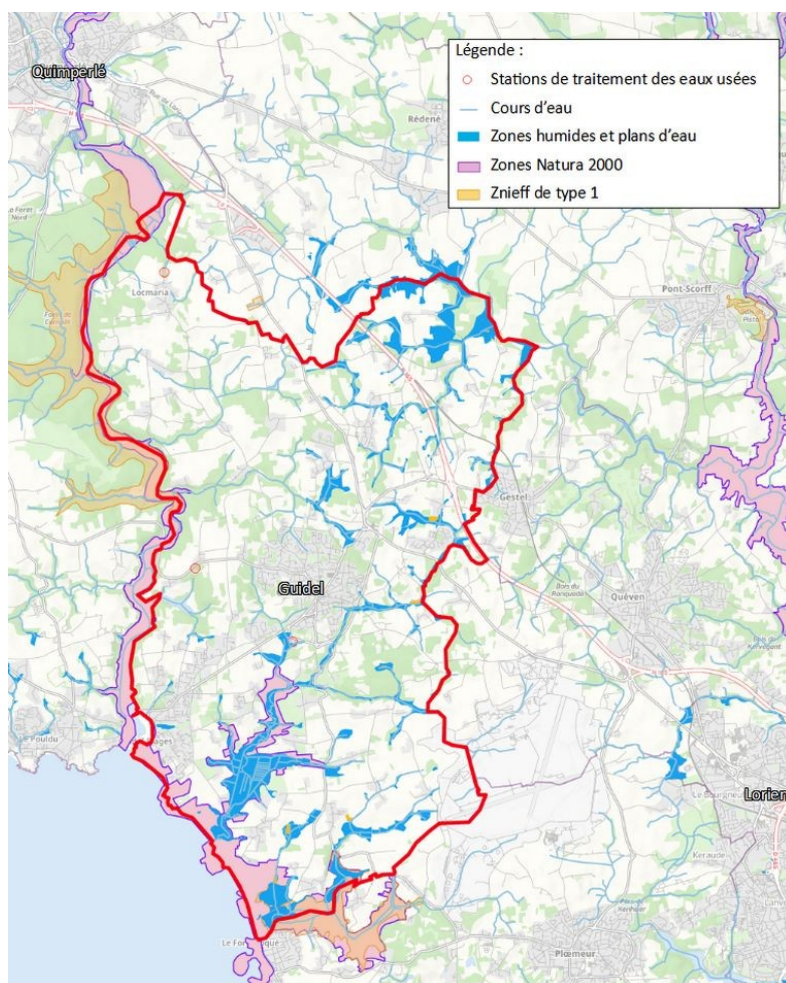 Légende :
Stations de traitement des eaux usées
Cours d'eau
Zones humides et plans d'eau
Zones Natura 2000
Znieff de type 1
Quimperlé
Rédené
Locmaria
Pont-Scorff
Gestel
Guidel
Quéven
Le Pouldu
Lorien
Keraude
Plœmeur